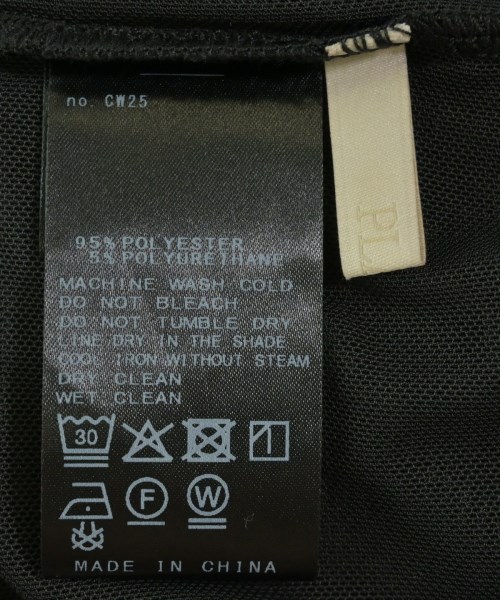 no. CW25
PL
95% POLYESTER
5% POLYURETHANE
MACHINE WASH COLD
DO NOT BLEACH
DO NOT TUMBLE DRY
LINE DRY IN THE SHADE
COOL IRON WITHOUT STEAM
DRY CLEAN
WET CLEAN
30
F W
MADE IN CHINA